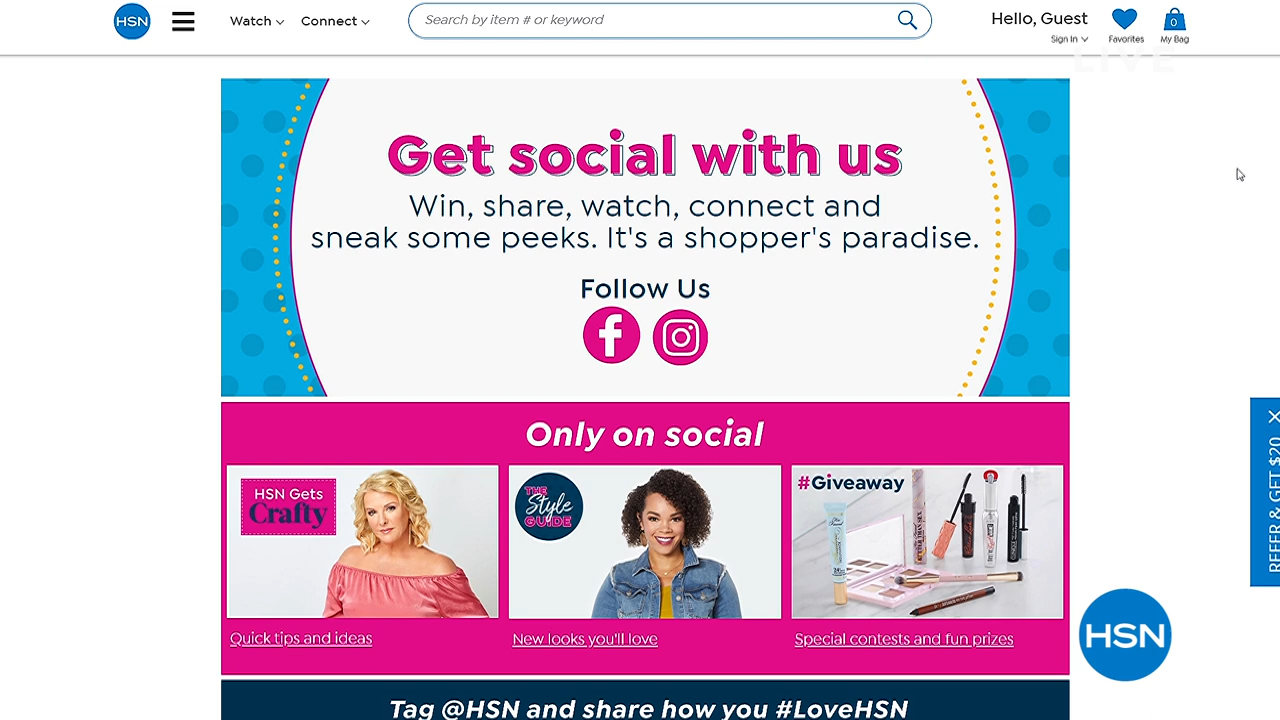 HSN
Watch
Connect
Search by item # or keyword
Hello, Guest
Sign In
Favorites
0
My Bag
LIVE
Get social with us
Win, share, watch, connect and
sneak some peeks. It's a shopper's paradise.
Follow Us
REFER & GET $20
Only on social
HSN Gets
Crafty
THE
Style
GUIDE
#Giveaway
Quick tips and ideas
New looks you'll love
Special contests and fun prizes
HSN
Tag @HSN and share how you #LoveHSN